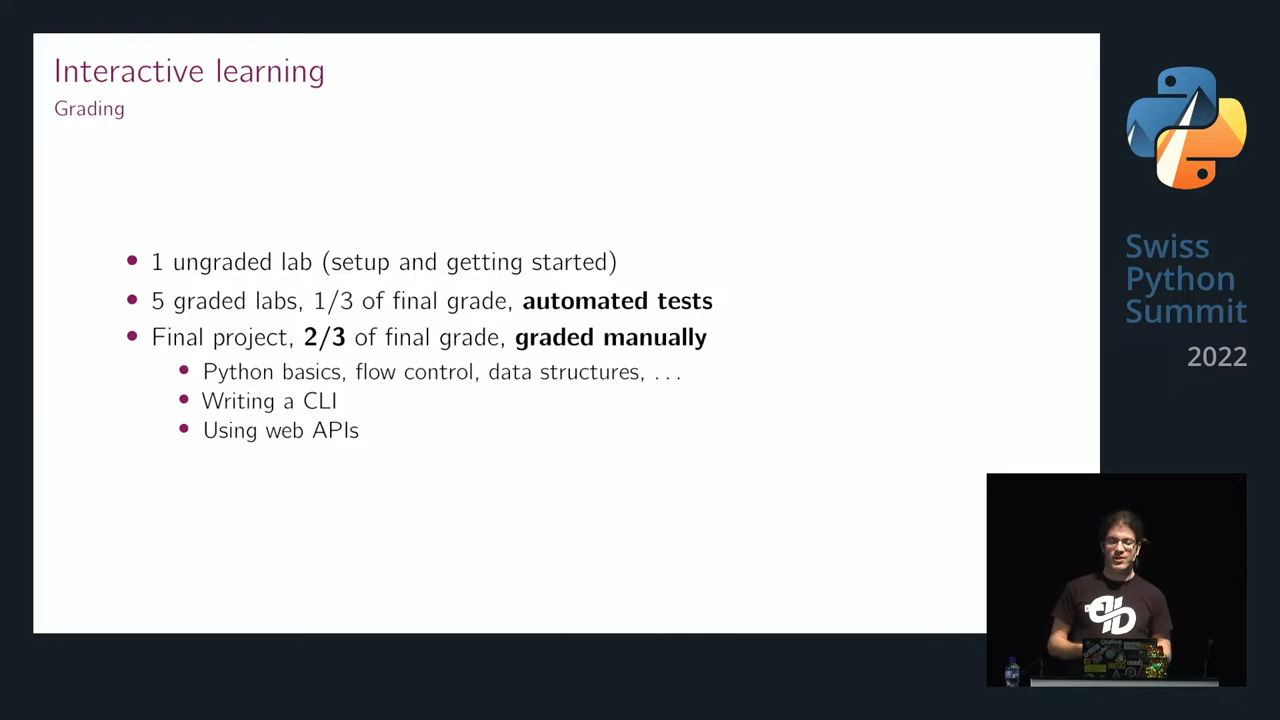 Interactive learning
Grading
• 1 ungraded lab (setup and getting started)
• 5 graded labs, 1/3 of final grade, automated tests
• Final project, 2/3 of final grade, graded manually
• Python basics, flow control, data structures, . . .
• Writing a CLI
• Using web APIs
Swiss
Python
Summit
2022